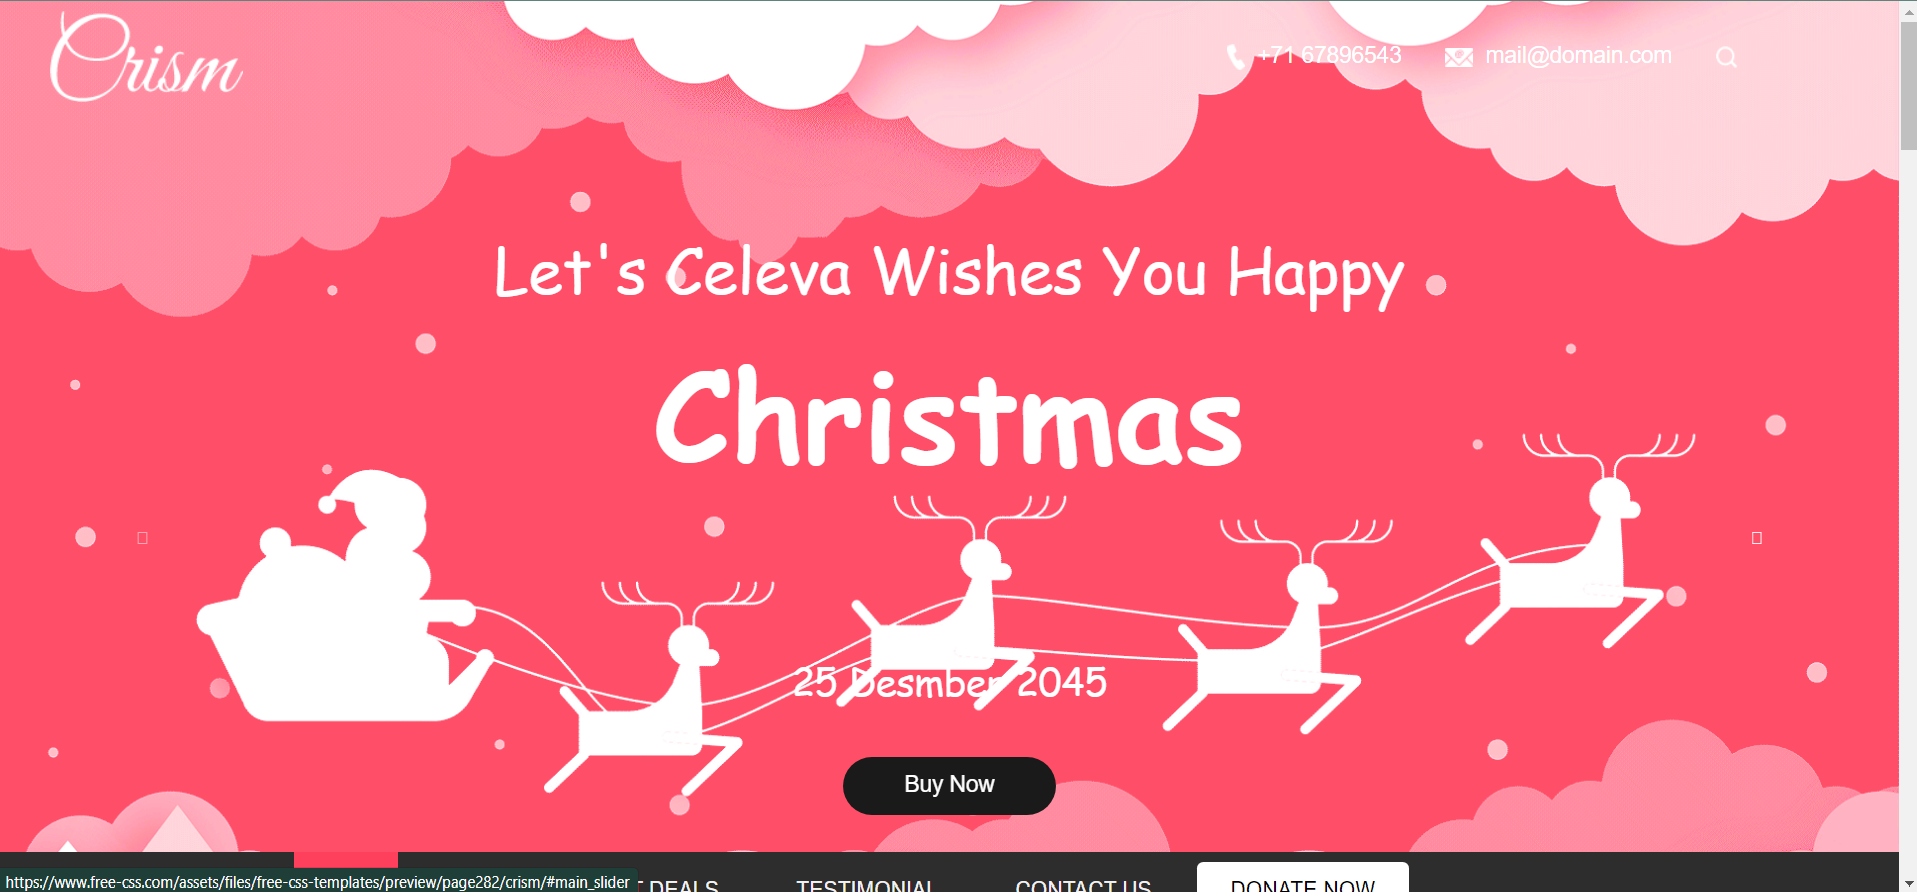 Crism
+71 67896543
mail@domain.com
Let's Celeva Wishes You Happy
Christmas
25 Desmber 2045
Buy Now
T DEALS
TESTIMONIAL
CONTACT US
DONATE NOW
https://www.free-css.com/assets/files/free-css-templates/preview/page282/crism/#main_slider